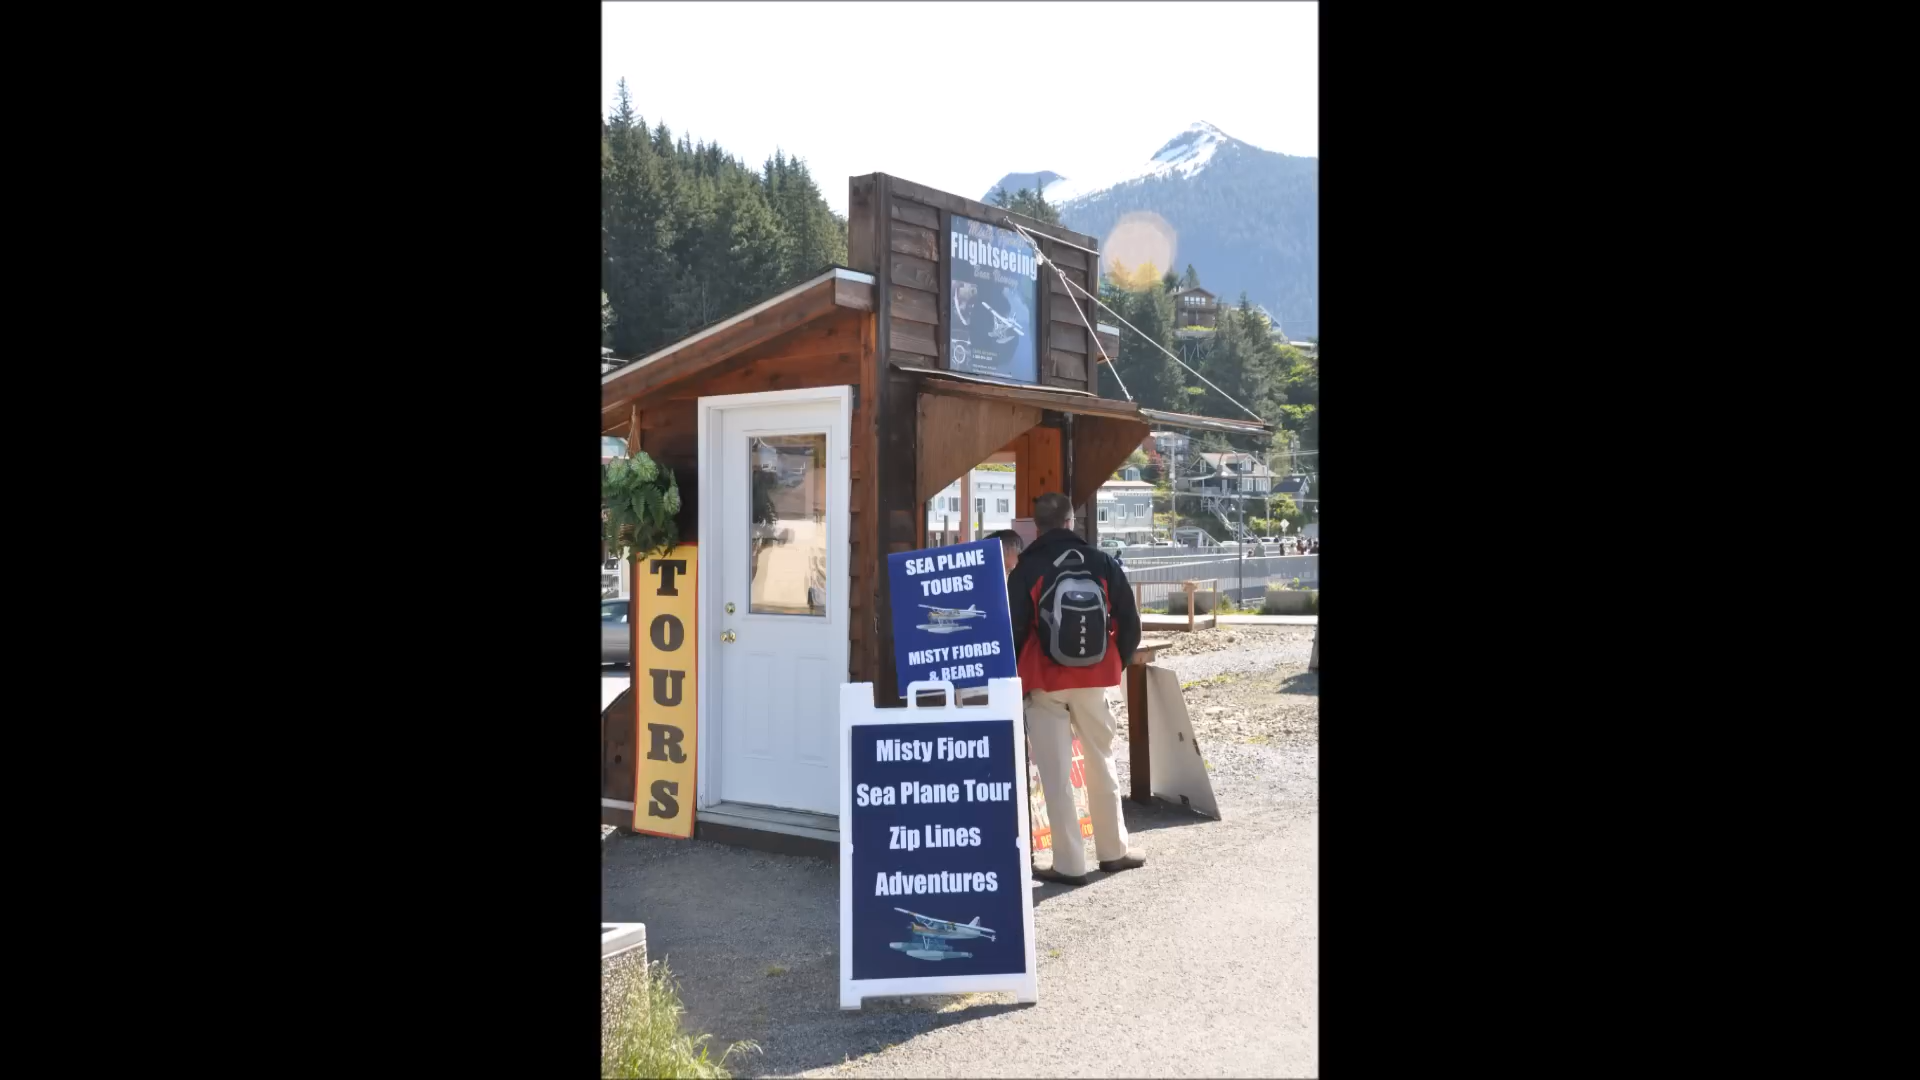 Flightseeing
SEA PLANE
TOURS
MISTY FJORDS
& BEARS
TOURS
Misty Fjord
Sea Plane Tour
Zip Lines
Adventures